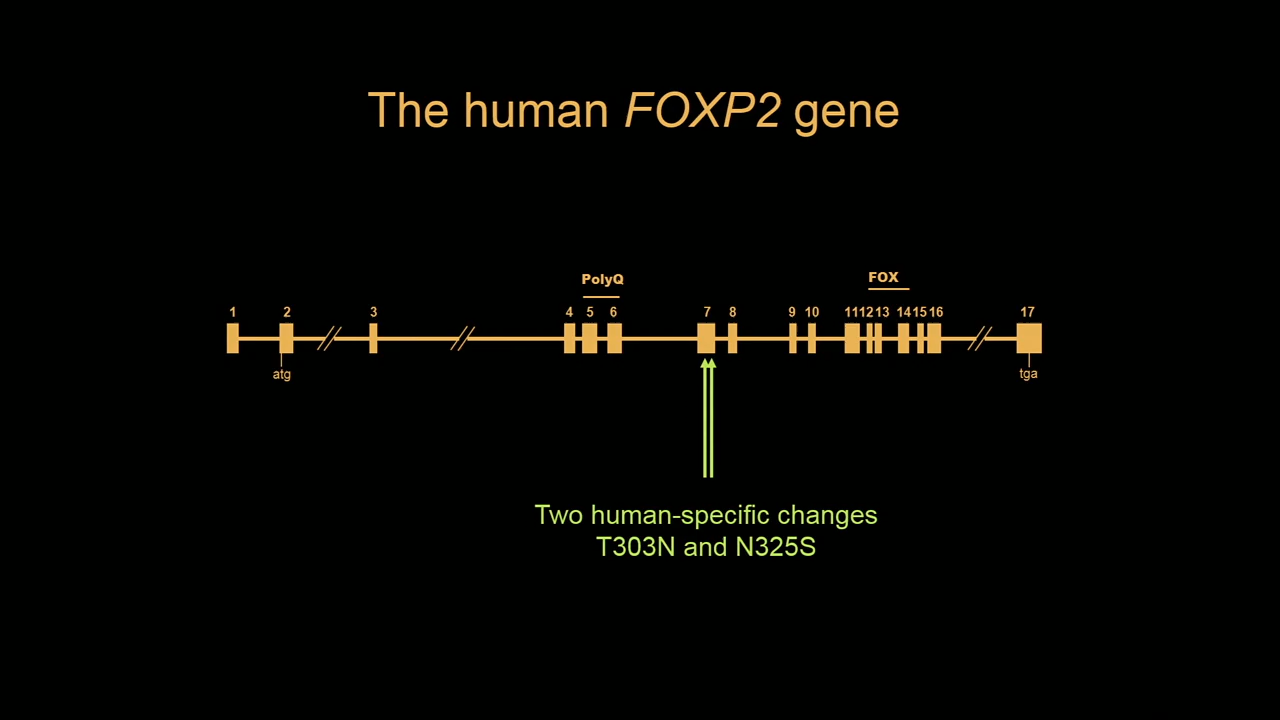 The human FOXP2 gene
PolyQ
FOX
1 2 3 4 5 6 7 8 9 10 11 12 13 14 15 16 17
atg
tga
Two human-specific changes
T303N and N325S